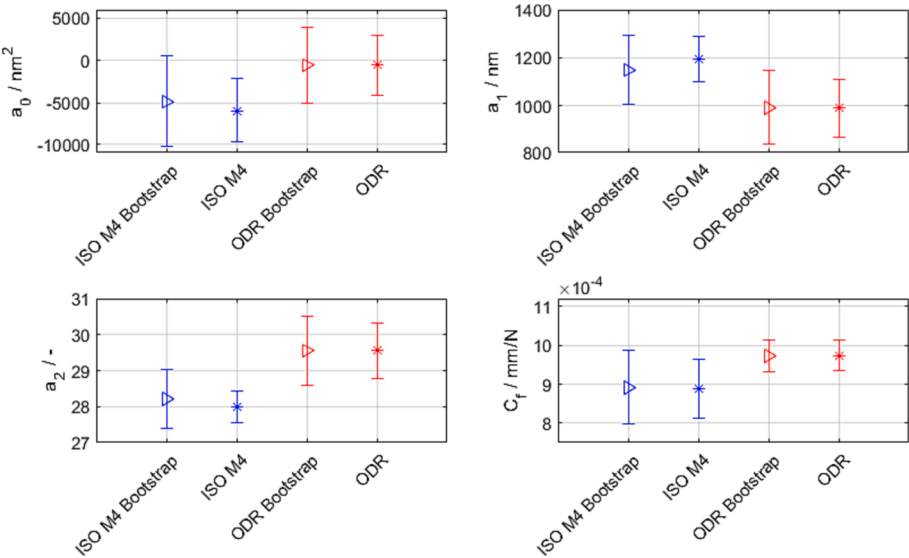 5000
0
-5000
-10000
a0 / nm2
ISO M4 Bootstrap
ISO M4
ODR Bootstrap
ODR
1400
1200
1000
800
a1 / nm
ISO M4 Bootstrap
ISO M4
ODR Bootstrap
ODR
31
30
29
28
27
a2 / -
ISO M4 Bootstrap
ISO M4
ODR Bootstrap
ODR
×10-4
11
10
9
8
Cf / mm/N
ISO M4 Bootstrap
ISO M4
ODR Bootstrap
ODR